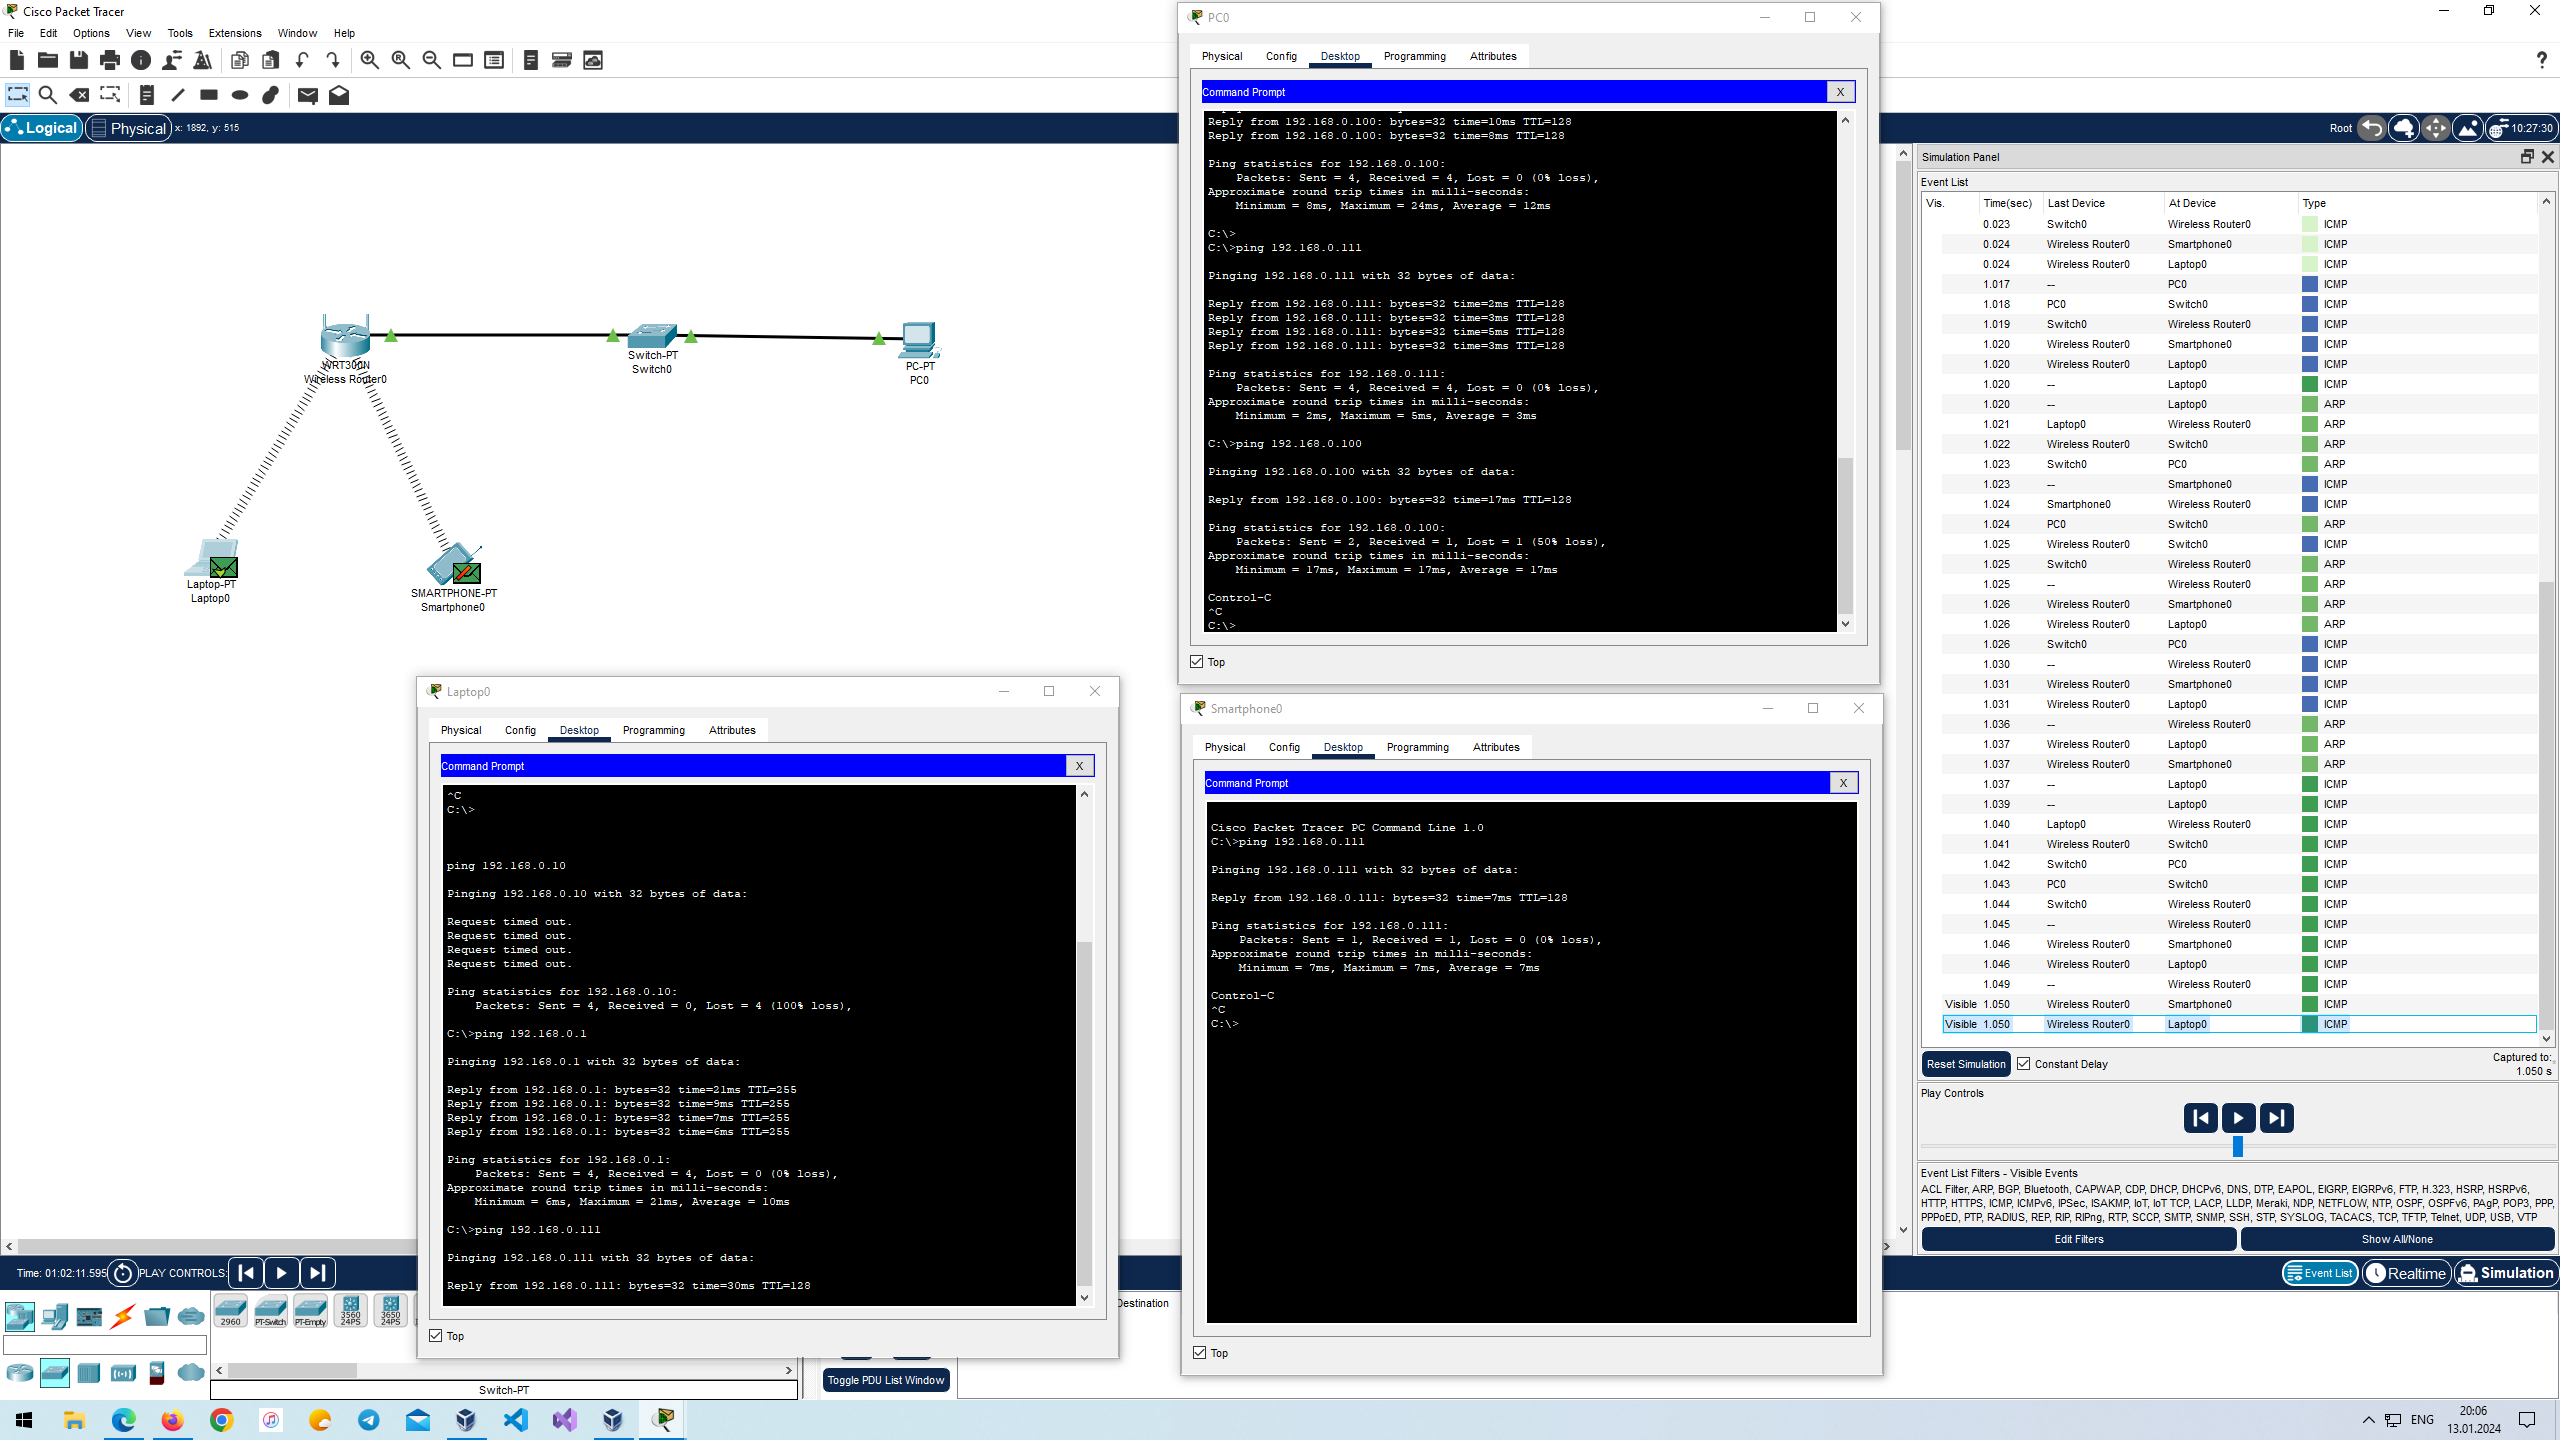 Cisco Packet Tracer
File Edit Options View Tools Extensions Window Help
Logical Physical x: 1892, y: 515
Root 10:27:30
WRT300N
Wireless Router0
Switch-PT
Switch0
PC-PT
PC0
Laptop-PT
Laptop0
SMARTPHONE-PT
Smartphone0
PC0
Physical Config Desktop Programming Attributes
Command Prompt X
Reply from 192.168.0.100: bytes=32 time=10ms TTL=128
Reply from 192.168.0.100: bytes=32 time=8ms TTL=128
Ping statistics for 192.168.0.100:
Packets: Sent = 4, Received = 4, Lost = 0 (0% loss),
Approximate round trip times in milli-seconds:
Minimum = 8ms, Maximum = 24ms, Average = 12ms
C:\>
C:\>ping 192.168.0.111
Pinging 192.168.0.111 with 32 bytes of data:
Reply from 192.168.0.111: bytes=32 time=2ms TTL=128
Reply from 192.168.0.111: bytes=32 time=3ms TTL=128
Reply from 192.168.0.111: bytes=32 time=5ms TTL=128
Reply from 192.168.0.111: bytes=32 time=3ms TTL=128
Ping statistics for 192.168.0.111:
Packets: Sent = 4, Received = 4, Lost = 0 (0% loss),
Approximate round trip times in milli-seconds:
Minimum = 2ms, Maximum = 5ms, Average = 3ms
C:\>ping 192.168.0.100
Pinging 192.168.0.100 with 32 bytes of data:
Reply from 192.168.0.100: bytes=32 time=17ms TTL=128
Ping statistics for 192.168.0.100:
Packets: Sent = 2, Received = 1, Lost = 1 (50% loss),
Approximate round trip times in milli-seconds:
Minimum = 17ms, Maximum = 17ms, Average = 17ms
Control-C
^C
C:\>
Top
Laptop0
Physical Config Desktop Programming Attributes
Command Prompt X
^C
C:\>
ping 192.168.0.10
Pinging 192.168.0.10 with 32 bytes of data:
Request timed out.
Request timed out.
Request timed out.
Request timed out.
Ping statistics for 192.168.0.10:
Packets: Sent = 4, Received = 0, Lost = 4 (100% loss),
C:\>ping 192.168.0.1
Pinging 192.168.0.1 with 32 bytes of data:
Reply from 192.168.0.1: bytes=32 time=21ms TTL=255
Reply from 192.168.0.1: bytes=32 time=9ms TTL=255
Reply from 192.168.0.1: bytes=32 time=7ms TTL=255
Reply from 192.168.0.1: bytes=32 time=6ms TTL=255
Ping statistics for 192.168.0.1:
Packets: Sent = 4, Received = 4, Lost = 0 (0% loss),
Approximate round trip times in milli-seconds:
Minimum = 6ms, Maximum = 21ms, Average = 10ms
C:\>ping 192.168.0.111
Pinging 192.168.0.111 with 32 bytes of data:
Reply from 192.168.0.111: bytes=32 time=30ms TTL=128
Top
Smartphone0
Physical Config Desktop Programming Attributes
Command Prompt X
Cisco Packet Tracer PC Command Line 1.0
C:\>ping 192.168.0.111
Pinging 192.168.0.111 with 32 bytes of data:
Reply from 192.168.0.111: bytes=32 time=7ms TTL=128
Ping statistics for 192.168.0.111:
Packets: Sent = 1, Received = 1, Lost = 0 (0% loss),
Approximate round trip times in milli-seconds:
Minimum = 7ms, Maximum = 7ms, Average = 7ms
Control-C
^C
C:\>
Top
Simulation Panel
Event List
Vis. Time(sec) Last Device At Device Type
0.023 Switch0 Wireless Router0 ICMP
0.024 Wireless Router0 Smartphone0 ICMP
0.024 Wireless Router0 Laptop0 ICMP
1.017 -- PC0 ICMP
1.018 PC0 Switch0 ICMP
1.019 Switch0 Wireless Router0 ICMP
1.020 Wireless Router0 Smartphone0 ICMP
1.020 Wireless Router0 Laptop0 ICMP
1.020 -- Laptop0 ICMP
1.020 -- Laptop0 ARP
1.021 Laptop0 Wireless Router0 ARP
1.022 Wireless Router0 Switch0 ARP
1.023 Switch0 PC0 ARP
1.023 -- Smartphone0 ICMP
1.024 Smartphone0 Wireless Router0 ICMP
1.024 PC0 Switch0 ARP
1.025 Wireless Router0 Switch0 ICMP
1.025 Switch0 Wireless Router0 ARP
1.025 -- Wireless Router0 ARP
1.026 Wireless Router0 Smartphone0 ARP
1.026 Wireless Router0 Laptop0 ARP
1.026 Switch0 PC0 ICMP
1.030 -- Wireless Router0 ICMP
1.031 Wireless Router0 Smartphone0 ICMP
1.031 Wireless Router0 Laptop0 ICMP
1.036 -- Wireless Router0 ARP
1.037 Wireless Router0 Laptop0 ARP
1.037 Wireless Router0 Smartphone0 ARP
1.037 -- Laptop0 ICMP
1.039 -- Laptop0 ICMP
1.040 Laptop0 Wireless Router0 ICMP
1.041 Wireless Router0 Switch0 ICMP
1.042 Switch0 PC0 ICMP
1.043 PC0 Switch0 ICMP
1.044 Switch0 Wireless Router0 ICMP
1.045 -- Wireless Router0 ICMP
1.046 Wireless Router0 Smartphone0 ICMP
1.046 Wireless Router0 Laptop0 ICMP
1.049 -- Wireless Router0 ICMP
Visible 1.050 Wireless Router0 Smartphone0 ICMP
Visible 1.050 Wireless Router0 Laptop0 ICMP
Reset Simulation Constant Delay Captured to:
1.050 s
Play Controls
Event List Filters - Visible Events
ACL Filter, ARP, BGP, Bluetooth, CAPWAP, CDP, DHCP, DHCPv6, DNS, DTP, EAPOL, EIGRP, EIGRPv6, FTP, H.323, HSRP, HSRPv6,
HTTP, HTTPS, ICMP, ICMPv6, IPSec, ISAKMP, IoT, IoT TCP, LACP, LLDP, Meraki, NDP, NETFLOW, NTP, OSPF, OSPFv6, PAgP, POP3, PPP,
PPPoED, PTP, RADIUS, REP, RIP, RIPng, RTP, SCCP, SMTP, SNMP, SSH, STP, SYSLOG, TACACS, TCP, TFTP, Telnet, UDP, USB, VTP
Edit Filters Show All/None
Time: 01:02:11.595 PLAY CONTROLS:
Event List Realtime Simulation
2960 PT-Switch PT-Empty 3560 24PS 3650 24PS
Switch-PT
Destination
Toggle PDU List Window
ENG 20:06
13.01.2024